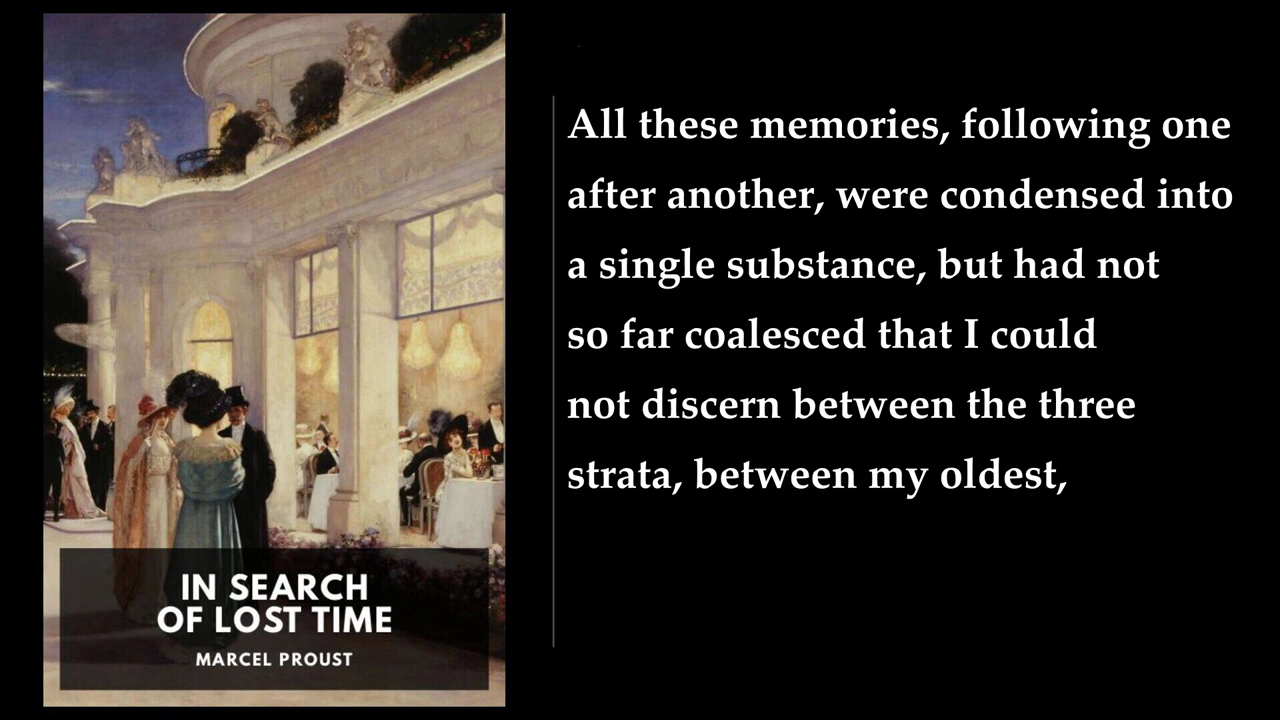 All these memories, following one
after another, were condensed into
a single substance, but had not
so far coalesced that I could
not discern between the three
strata, between my oldest,
IN SEARCH
OF LOST TIME
MARCEL PROUST